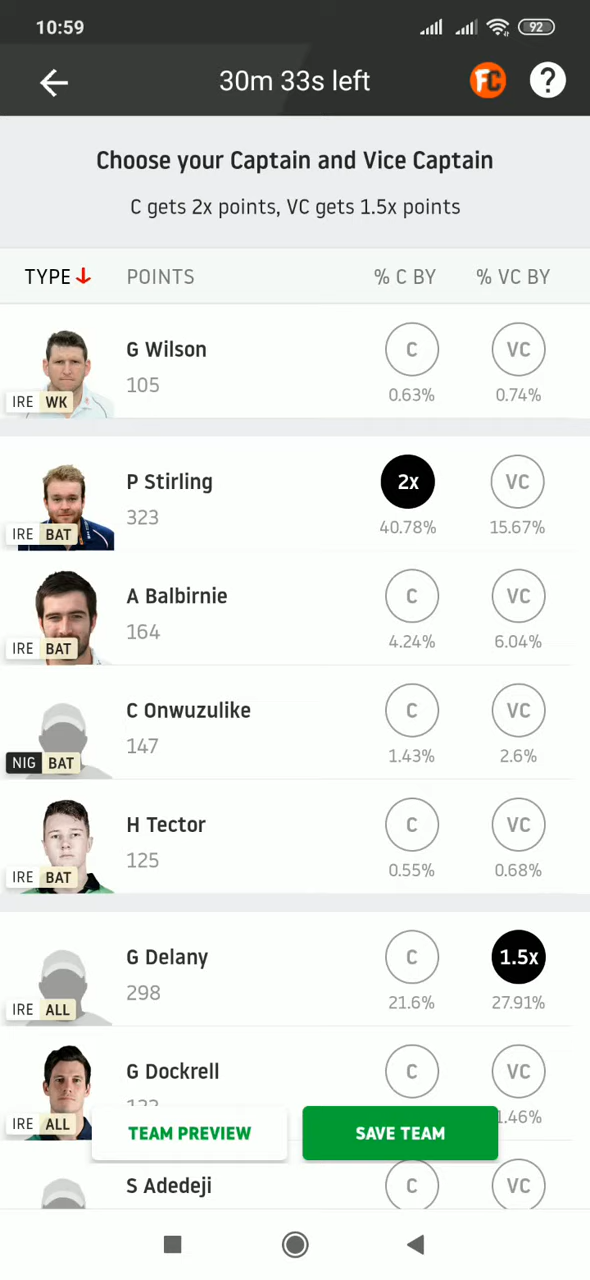 10:59
92
30m 33s left
FC
?
Choose your Captain and Vice Captain
C gets 2x points, VC gets 1.5x points
TYPE POINTS % C BY % VC BY
G Wilson
105
C VC
0.63% 0.74%
IRE WK
P Stirling
323
2x VC
40.78% 15.67%
IRE BAT
A Balbirnie
164
C VC
4.24% 6.04%
IRE BAT
C Onwuzulike
147
C VC
1.43% 2.6%
NIG BAT
H Tector
125
C VC
0.55% 0.68%
IRE BAT
G Delany
298
C 1.5x
21.6% 27.91%
IRE ALL
G Dockrell
C VC
1.46%
IRE ALL
TEAM PREVIEW SAVE TEAM
S Adedeji
C VC